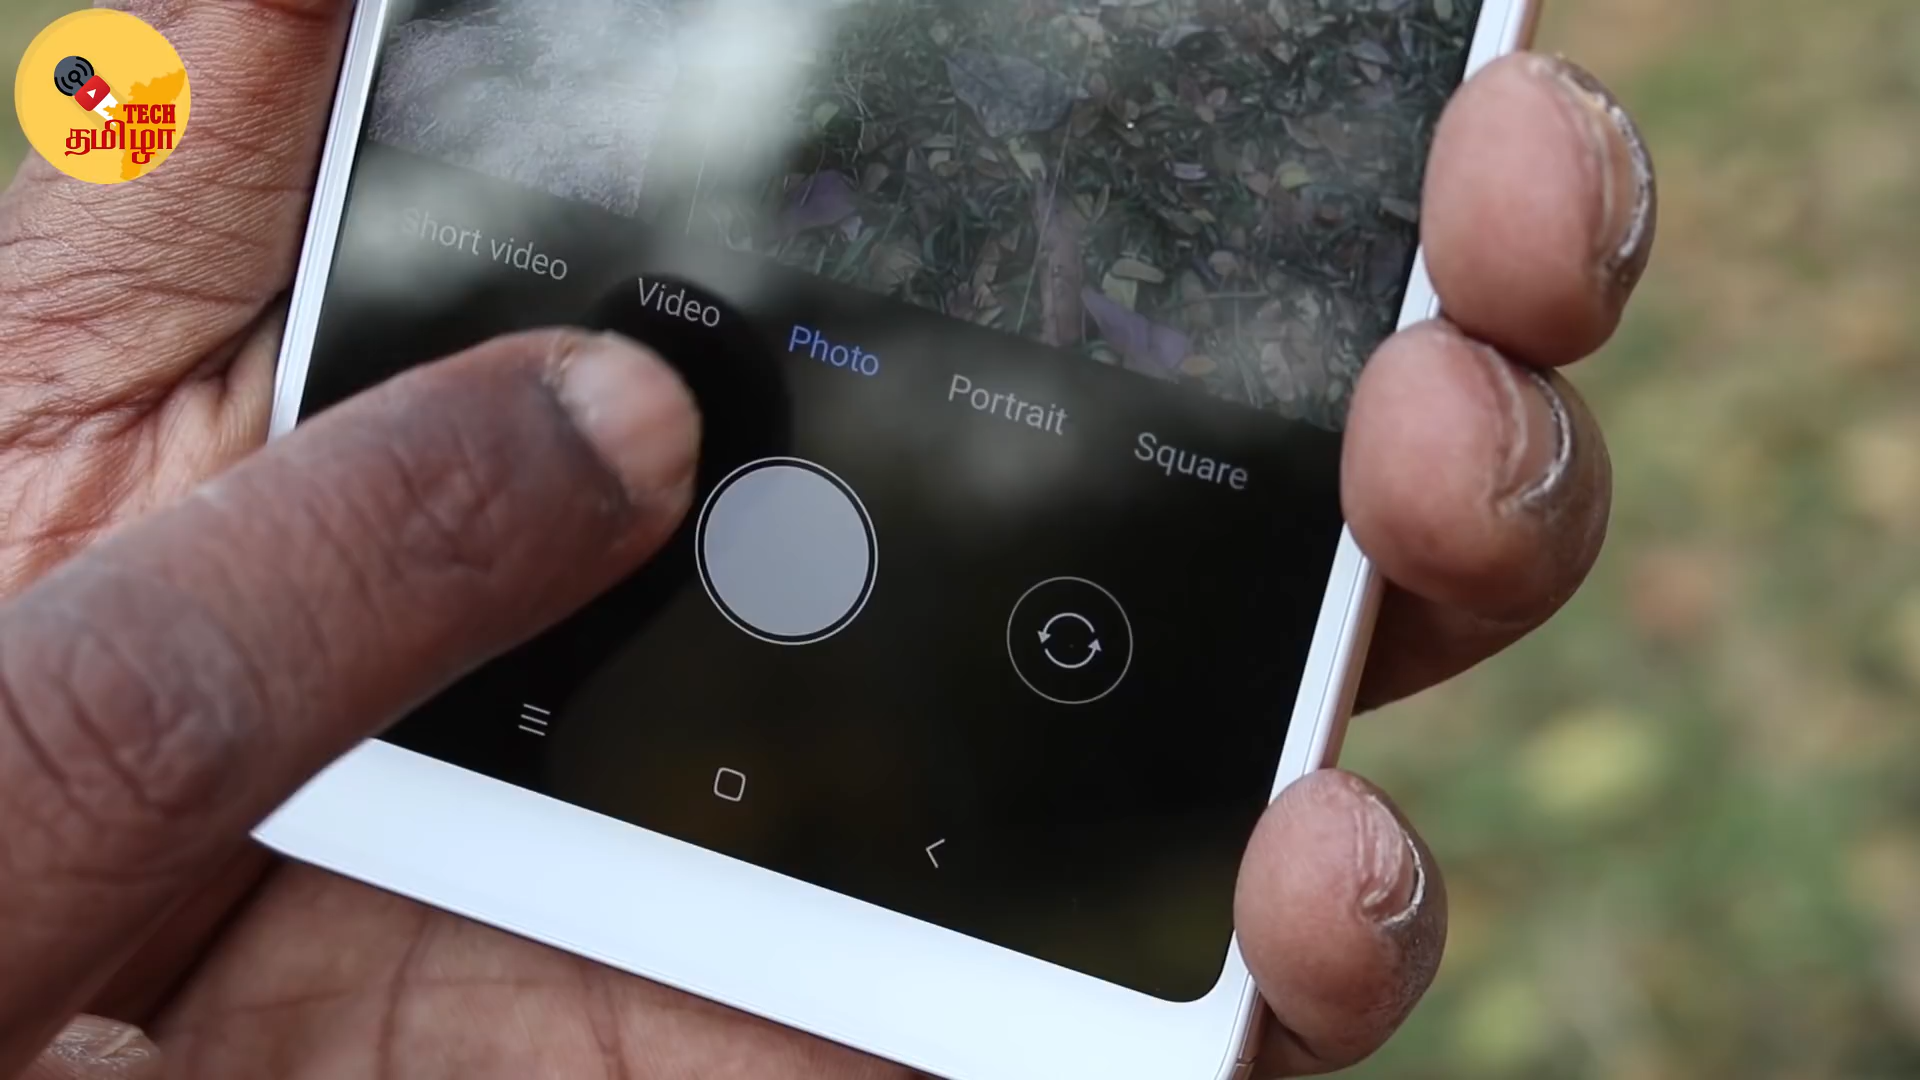 TECH
தமிழா
Short video
Video
Photo
Portrait
Square